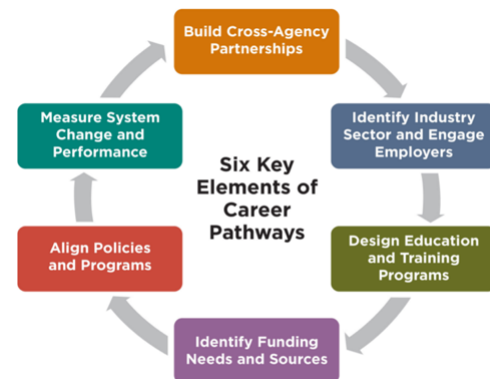 Build Cross-Agency
Partnerships
Identify Industry
Sector and Engage
Employers
Design Education
and Training
Programs
Identify Funding
Needs and Sources
Align Policies
and Programs
Measure System
Change and
Performance
Six Key
Elements of
Career
Pathways